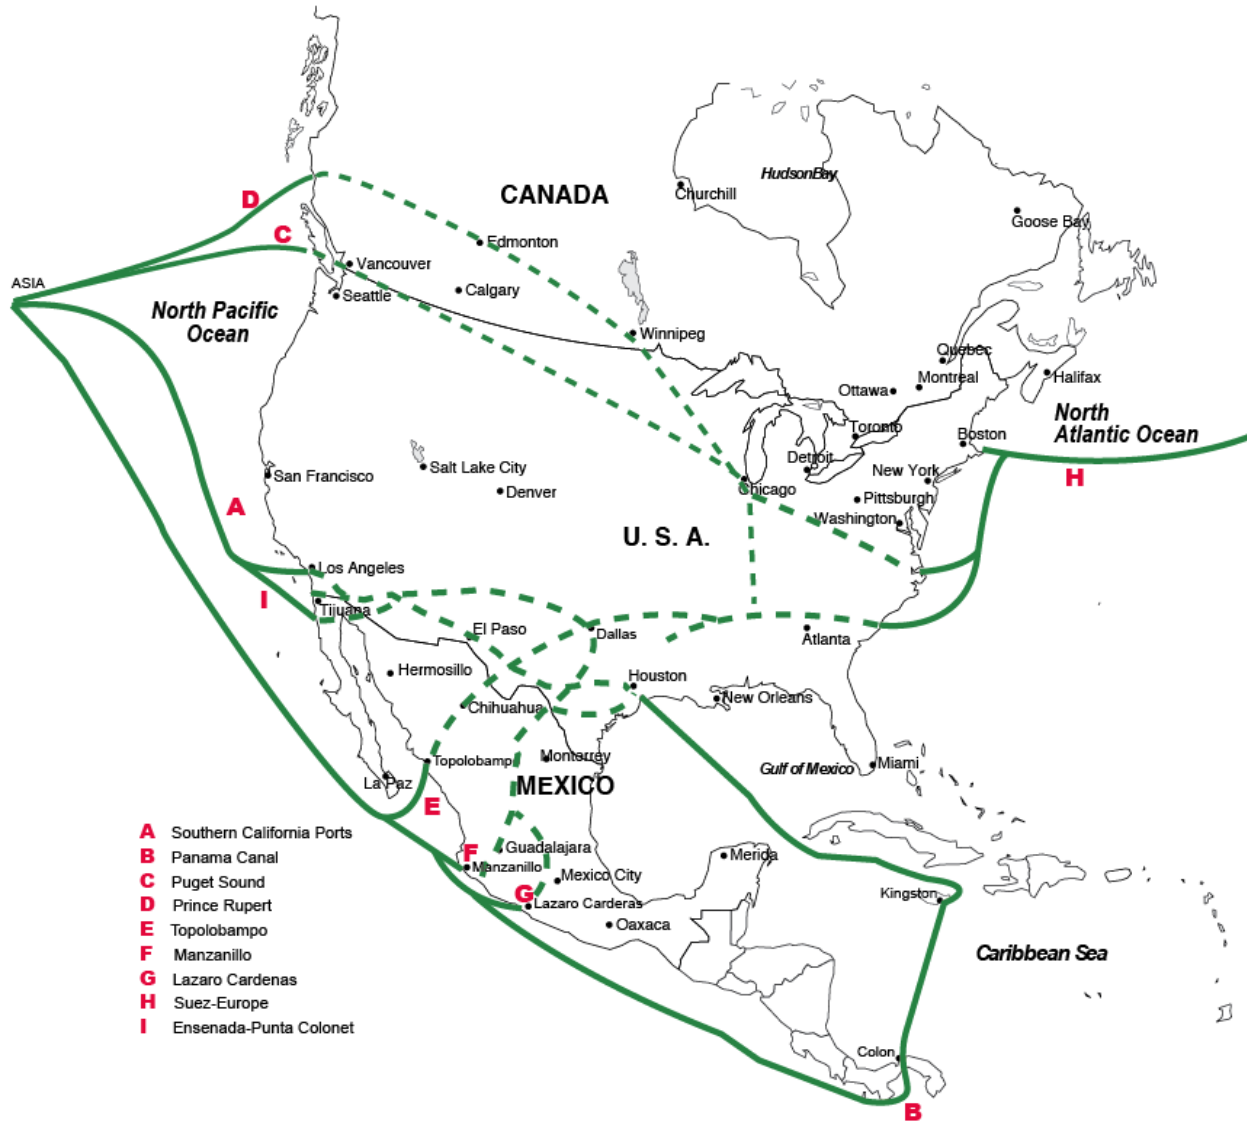 CANADA
HudsonBay
Churchill
Goose Bay
D
C
Edmonton
Vancouver
ASIA
Calgary
Seattle
North Pacific
Ocean
Winnipeg
Quebec
Montreal
Halifax
Ottawa
North
Atlantic Ocean
Toronto
Boston
Detroit
San Francisco
Salt Lake City
New York
H
Denver
Chicago
Pittsburgh
A
Washington
U. S. A.
Los Angeles
I
Tijuana
El Paso
Dallas
Atlanta
Hermosillo
Houston
New Orleans
Chihuahua
Monterrey
Topolobamp
Gulf of Mexico
Miami
La Paz
MEXICO
E
A Southern California Ports
B Panama Canal
C Puget Sound
D Prince Rupert
E Topolobampo
F Manzanillo
G Lazaro Cardenas
H Suez-Europe
I Ensenada-Punta Colonet
Guadalajara
F
Manzanillo
Merida
Mexico City
G
Lazaro Carderas
Kingston
Oaxaca
Caribbean Sea
Colon
B